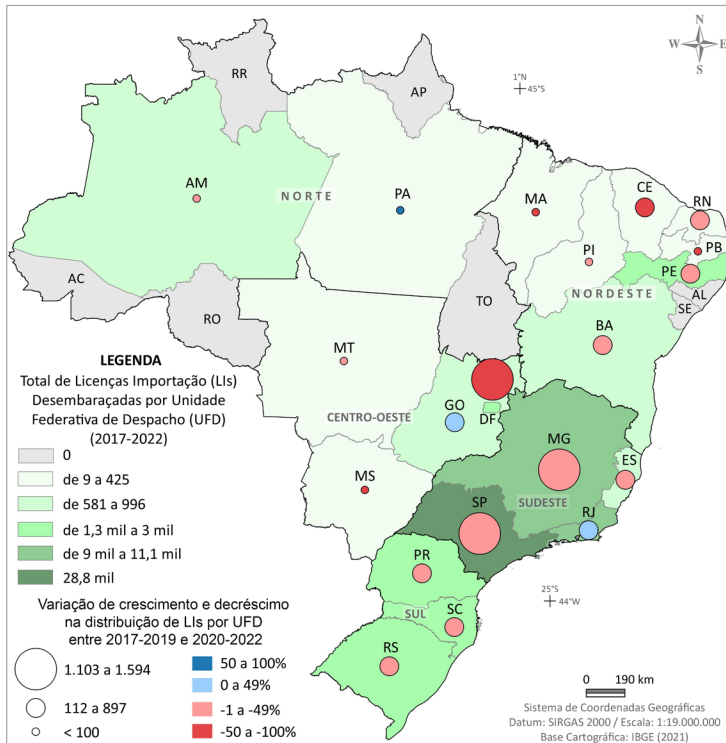 N
W E
S
1°N
45°S
RR
AP
AM
NORTE
PA
MA
CE
RN
PB
PI
PE
AL
SE
NORDESTE
AC
RO
TO
BA
MT
GO
DF
CENTRO-OESTE
MG
ES
MS
SP
SUDESTE
RJ
PR
SC
SUL
RS
25°S
44°W
LEGENDA
Total de Licenças Importação (LIs)
Desembaraçadas por Unidade
Federativa de Despacho (UFD)
(2017-2022)
0
de 9 a 425
de 581 a 996
de 1,3 mil a 3 mil
de 9 mil a 11,1 mil
28,8 mil
Variação de crescimento e decréscimo
na distribuição de LIs por UFD
entre 2017-2019 e 2020-2022
1.103 a 1.594
112 a 897
< 100
50 a 100%
0 a 49%
-1 a -49%
-50 a -100%
0 190 km
Sistema de Coordenadas Geográficas
Datum: SIRGAS 2000 / Escala: 1:19.000.000
Base Cartográfica: IBGE (2021)